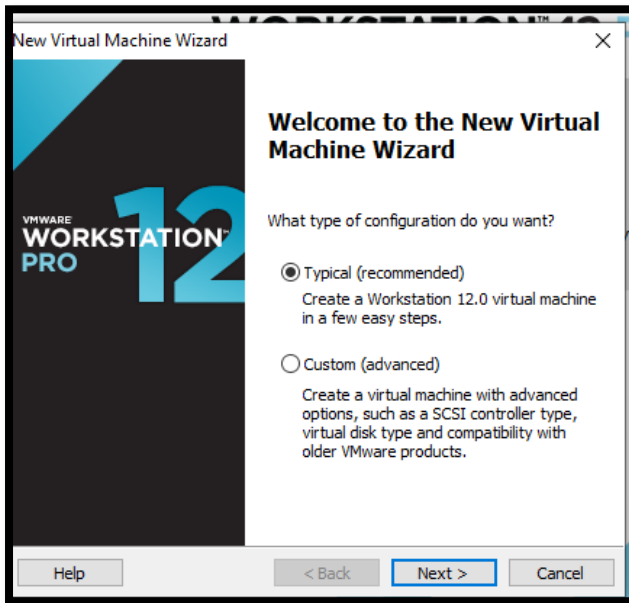 WORKSTATION™ 12
New Virtual Machine Wizard
VMWARE
WORKSTATION™
PRO
12
Welcome to the New Virtual
Machine Wizard
What type of configuration do you want?
Typical (recommended)
Create a Workstation 12.0 virtual machine
in a few easy steps.
Custom (advanced)
Create a virtual machine with advanced
options, such as a SCSI controller type,
virtual disk type and compatibility with
older VMware products.
Help
< Back
Next >
Cancel